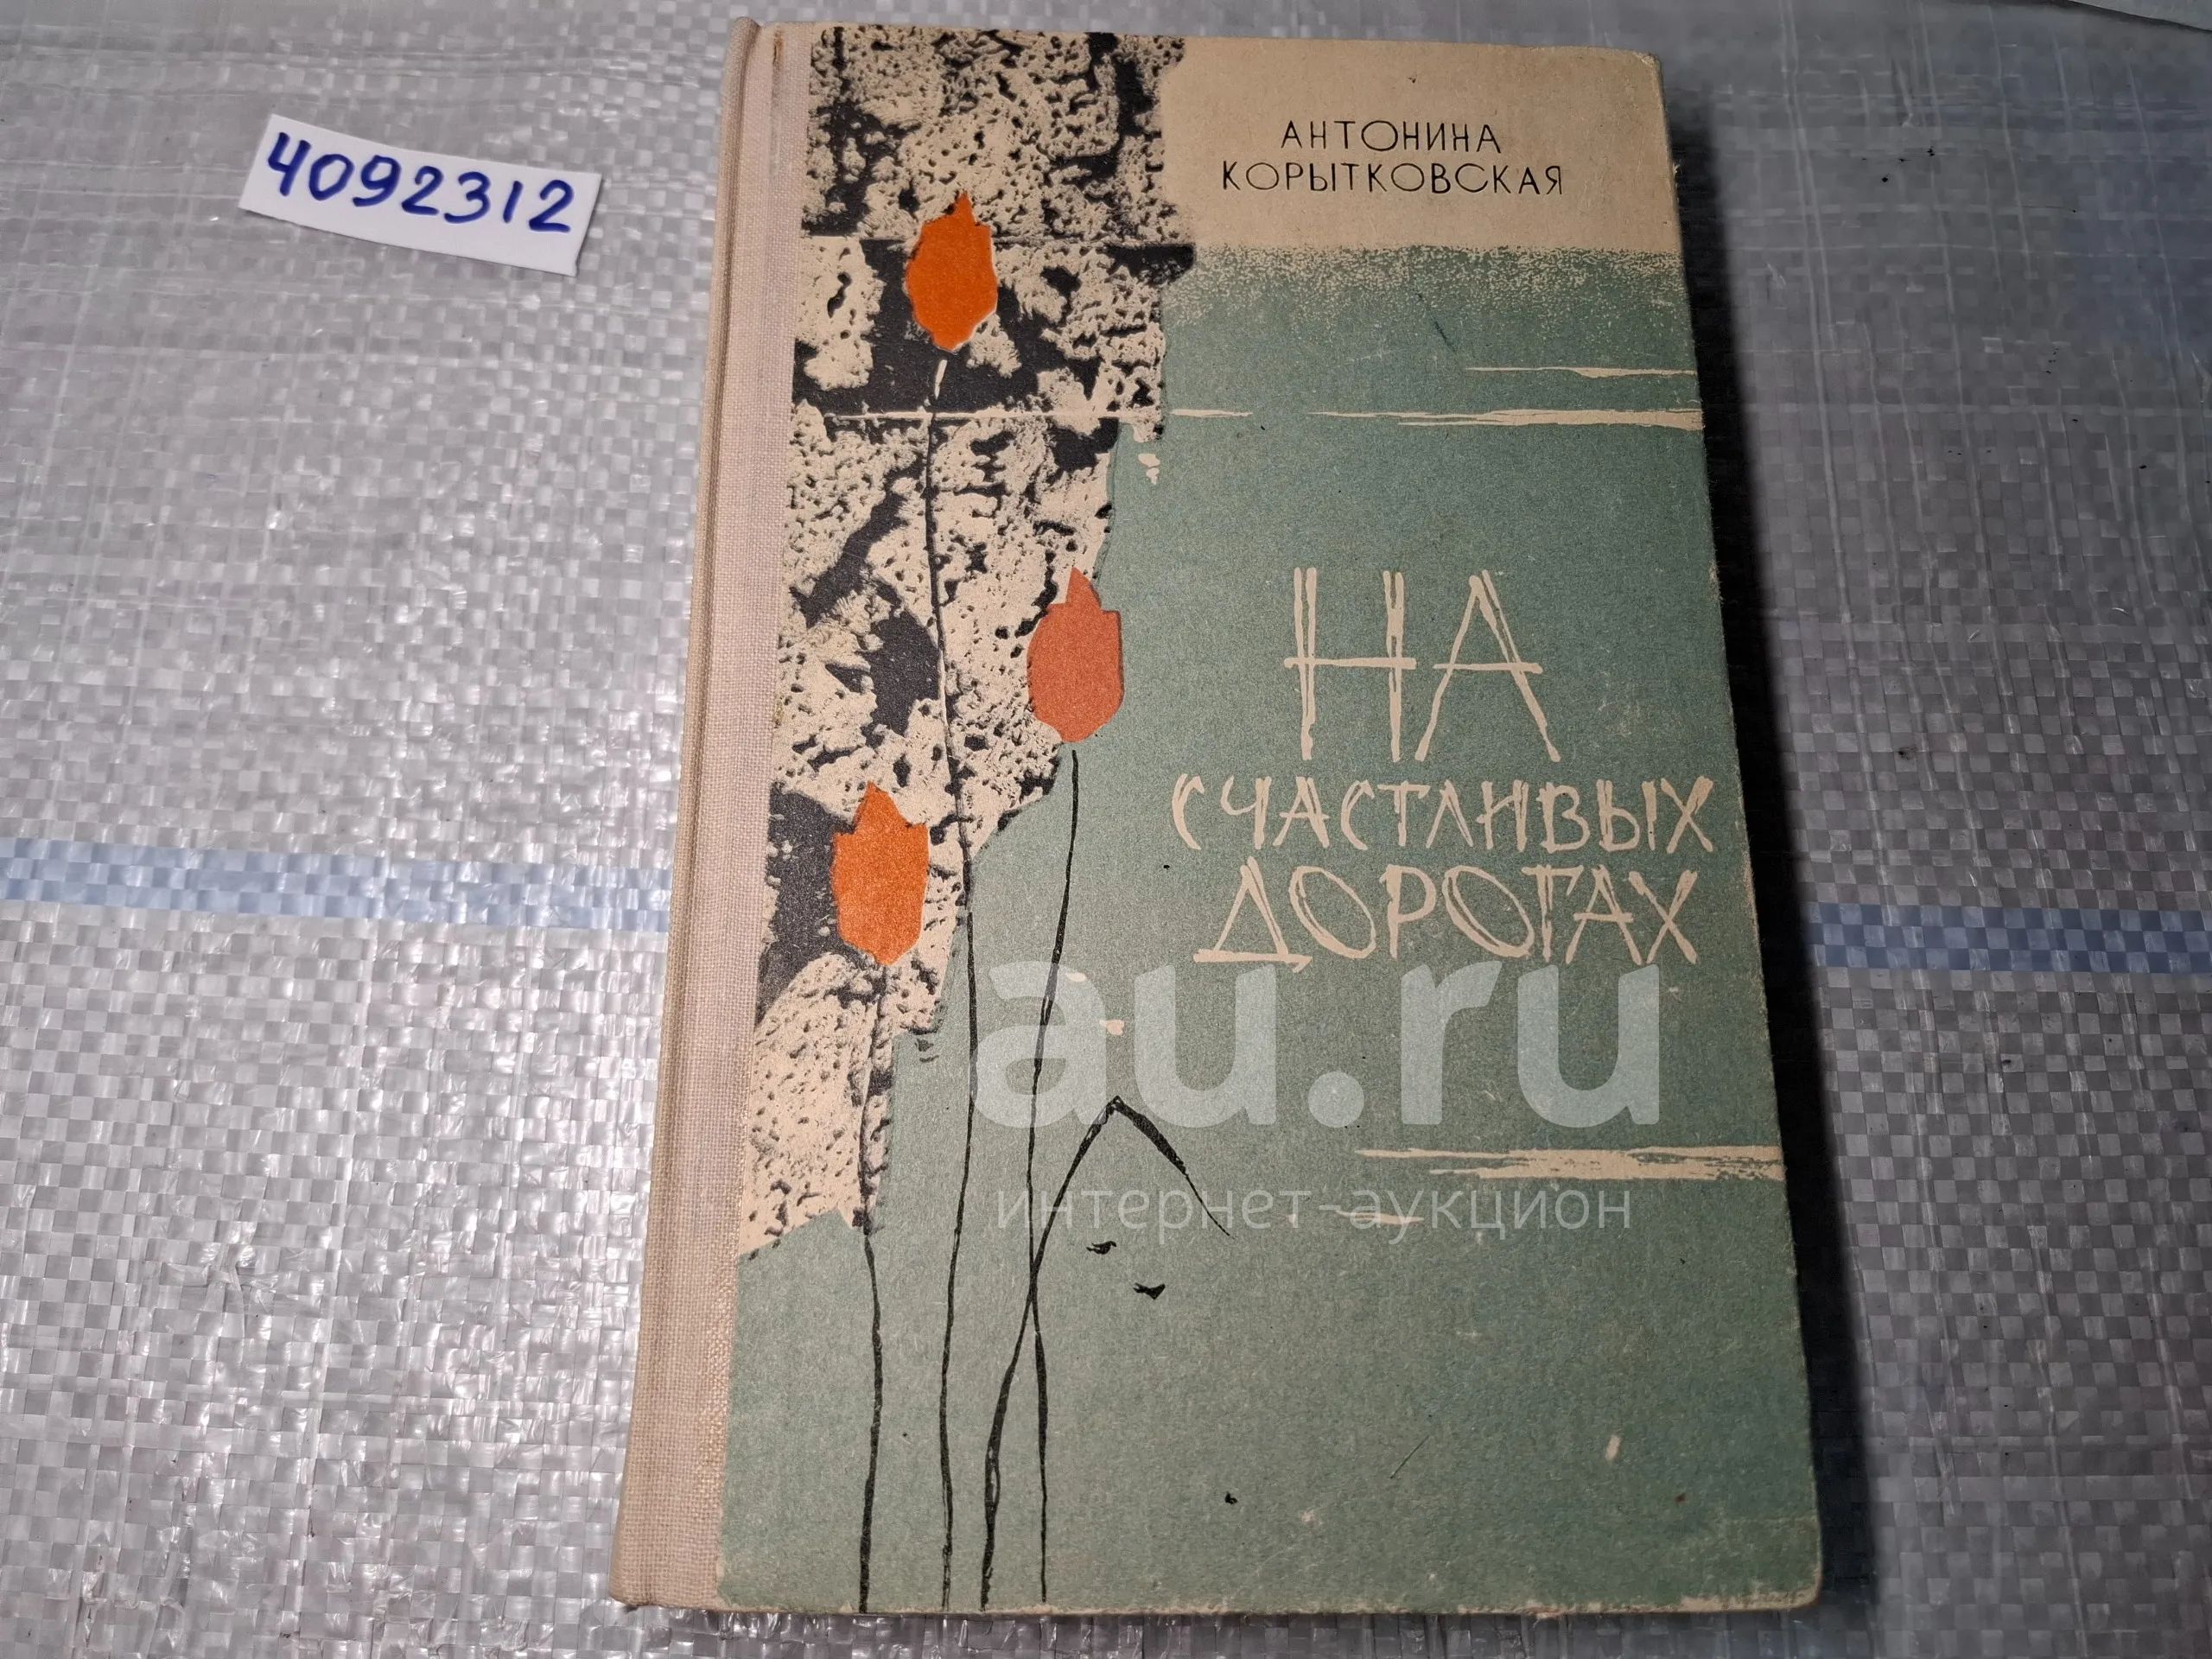 4092312
АНТОНИНА
КОРЫТКОВСКАЯ
НА
СЧАСТЛИВЫХ
ДОРОГАХ
au.ru
интернет-аукцион